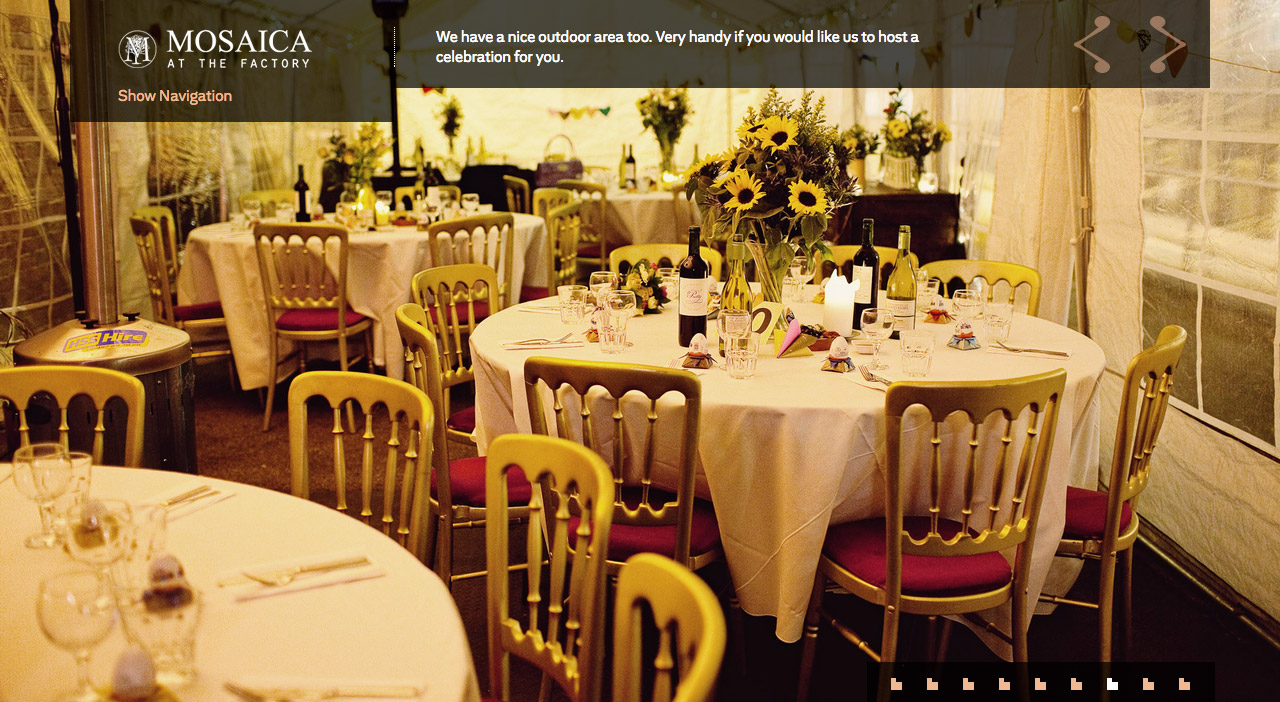 MOSAICA
AT THE FACTORY
Show Navigation
We have a nice outdoor area too. Very handy if you would like us to host a
celebration for you.
HSS Hire